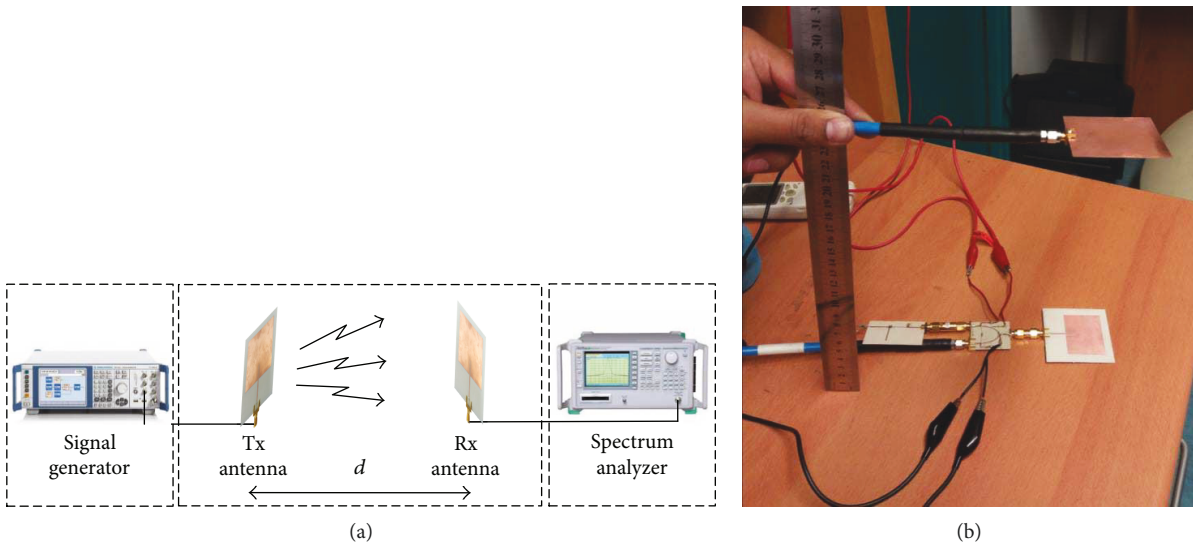 Signal
generator
Tx
antenna
d
Rx
antenna
Spectrum
analyzer
(a)
(b)